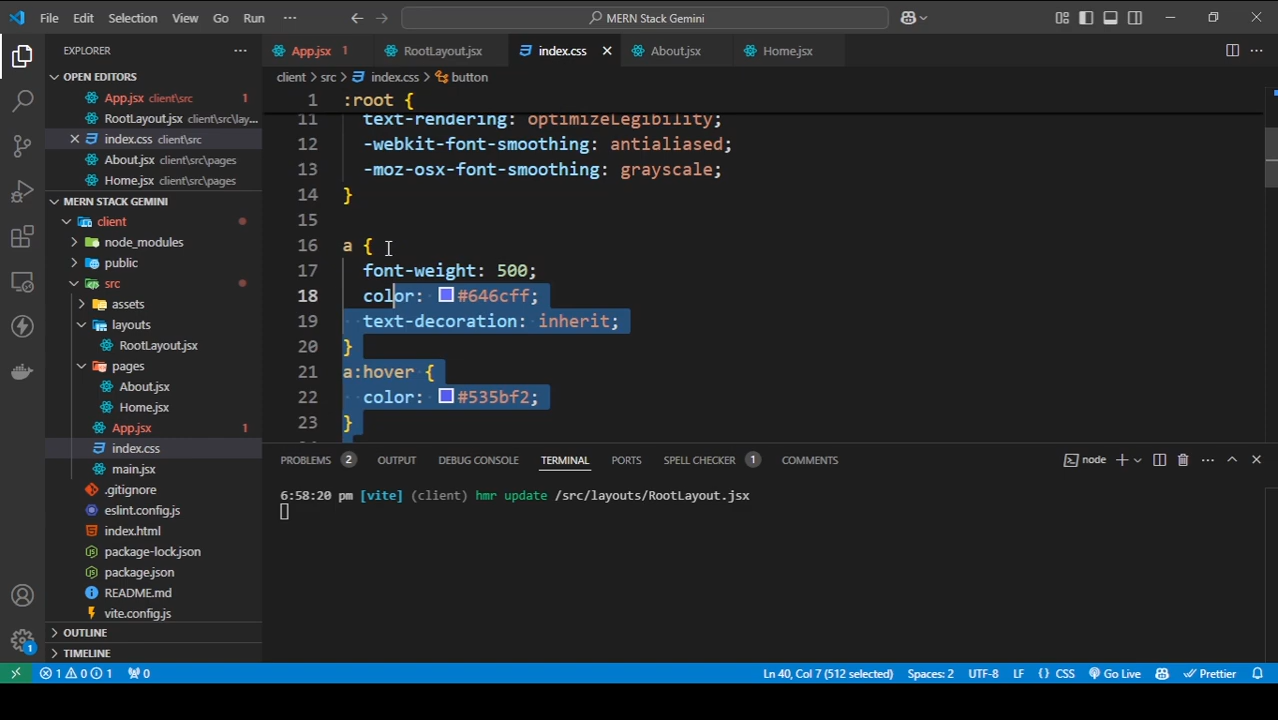 File Edit Selection View Go Run ··· MERN Stack Gemini
EXPLORER ···
OPEN EDITORS
App.jsx client\src 1
RootLayout.jsx client\src\lay...
index.css client\src
About.jsx client\src\pages
Home.jsx client\src\pages
MERN STACK GEMINI
client
node_modules
public
src
assets
layouts
RootLayout.jsx
pages
About.jsx
Home.jsx
App.jsx 1
index.css
main.jsx
.gitignore
eslint.config.js
index.html
package-lock.json
package.json
README.md
vite.config.js
OUTLINE
TIMELINE
App.jsx 1 RootLayout.jsx index.css About.jsx Home.jsx ···
client > src > index.css > button
1 :root {
11 text-rendering: optimizeLegibility;
12 -webkit-font-smoothing: antialiased;
13 -moz-osx-font-smoothing: grayscale;
14 }
15
16 a {
17 font-weight: 500;
18 color: #646cff;
19 text-decoration: inherit;
20 }
21 a:hover {
22 color: #535bf2;
23 }
PROBLEMS 2 OUTPUT DEBUG CONSOLE TERMINAL PORTS SPELL CHECKER 1 COMMENTS node ···
6:58:20 pm [vite] (client) hmr update /src/layouts/RootLayout.jsx
1
1 0 1 0 Ln 40, Col 7 (512 selected) Spaces: 2 UTF-8 LF {} CSS Go Live Prettier